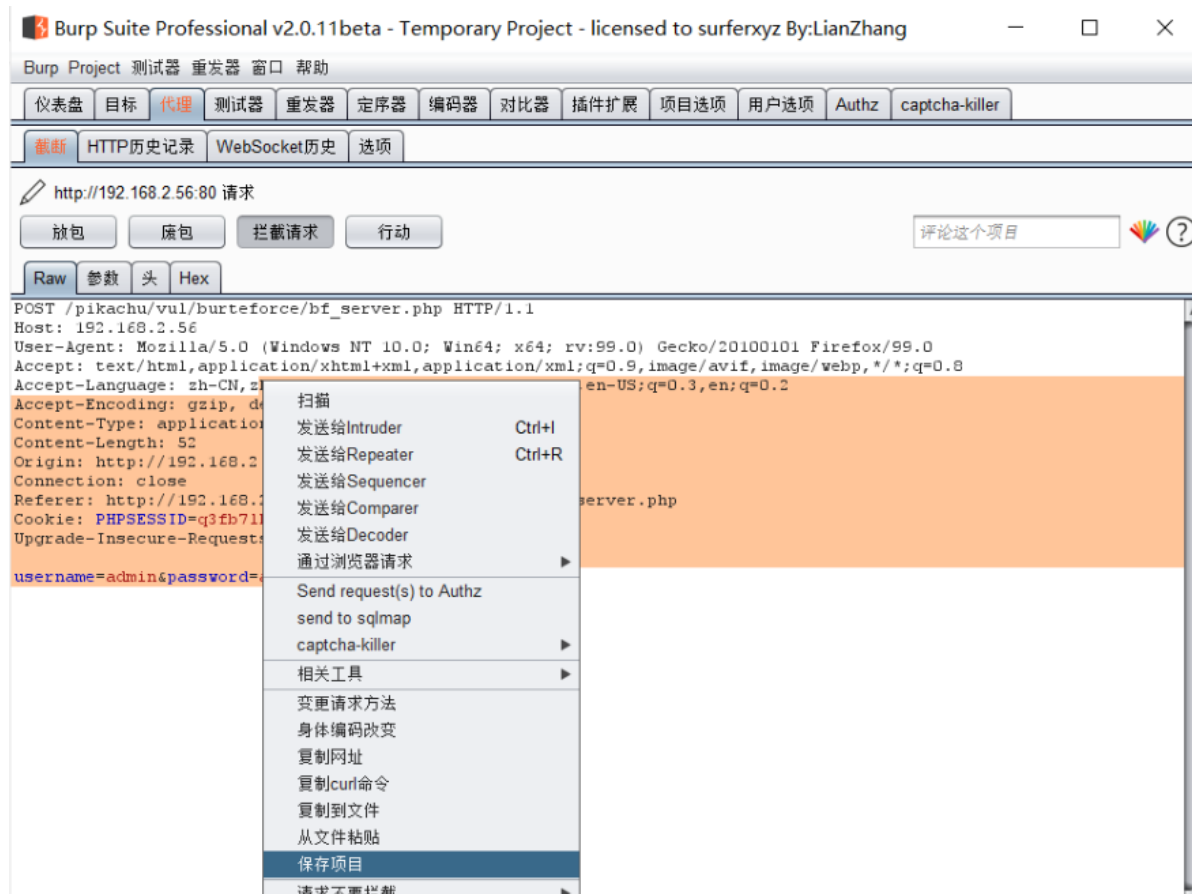 Burp Suite Professional v2.0.11beta - Temporary Project - licensed to surferxyz By:LianZhang
Burp Project 测试器 重发器 窗口 帮助
仪表盘 目标 代理 测试器 重发器 定序器 编码器 对比器 插件扩展 项目选项 用户选项 Authz captcha-killer
截断 HTTP历史记录 WebSocket历史 选项
http://192.168.2.56:80 请求
放包 废包 拦截请求 行动 评论这个项目 ?
Raw 参数 头 Hex
POST /pikachu/vul/burteforce/bf_server.php HTTP/1.1
Host: 192.168.2.56
User-Agent: Mozilla/5.0 (Windows NT 10.0; Win64; x64; rv:99.0) Gecko/20100101 Firefox/99.0
Accept: text/html,application/xhtml+xml,application/xml;q=0.9,image/avif,image/webp,*/*;q=0.8
Accept-Language: zh-CN,z en-US;q=0.3,en;q=0.2
Accept-Encoding: gzip, de
Content-Type: application
Content-Length: 52
Origin: http://192.168.2
Connection: close
Referer: http://192.168.2 server.php
Cookie: PHPSESSID=q3fb71
Upgrade-Insecure-Requests
username=admin&password=a
扫描
发送给Intruder Ctrl+I
发送给Repeater Ctrl+R
发送给Sequencer
发送给Comparer
发送给Decoder
通过浏览器请求
Send request(s) to Authz
send to sqlmap
captcha-killer
相关工具
变更请求方法
身体编码改变
复制网址
复制curl命令
复制到文件
从文件粘贴
保存项目
请求不再拦截